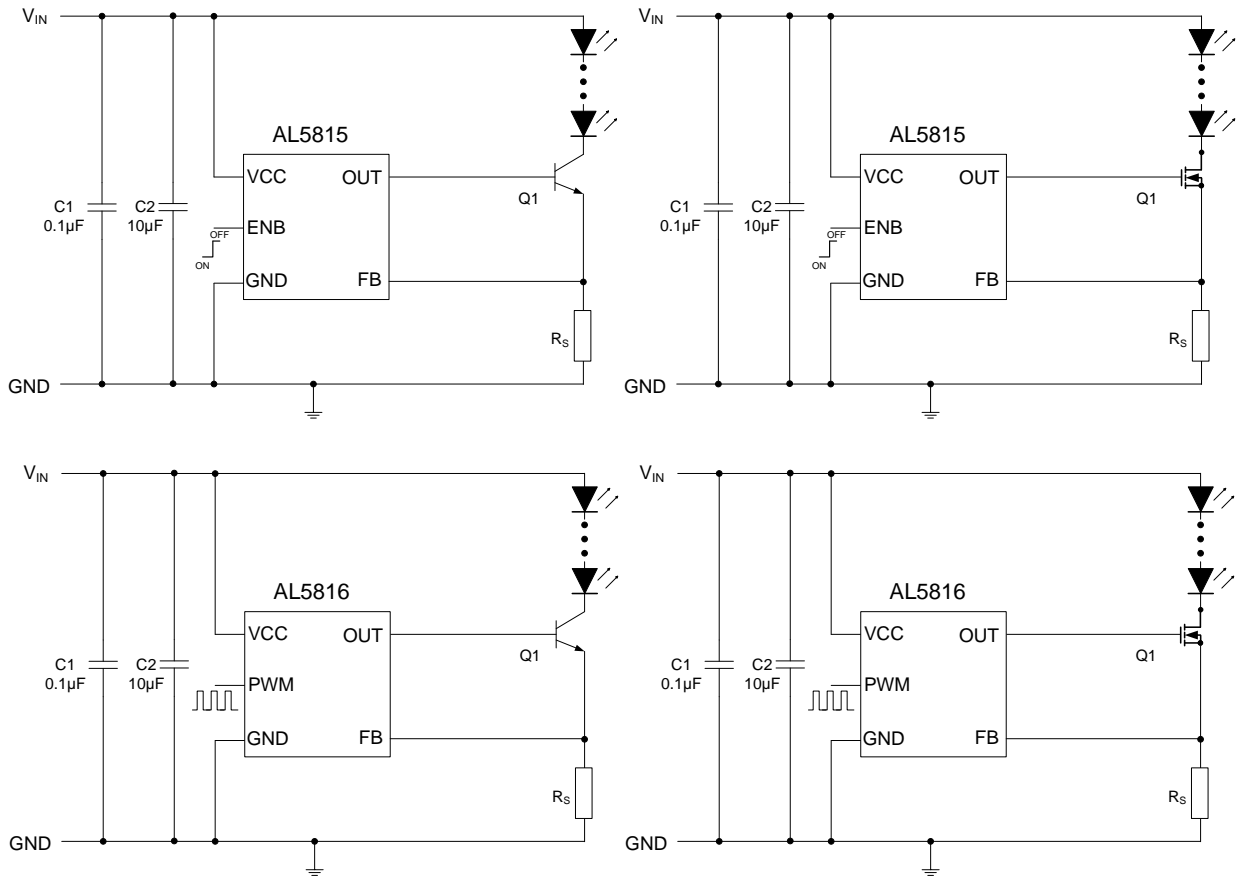 VIN
VIN
AL5815
AL5815
VCC OUT
VCC OUT
C1
0.1µF
C2
10µF
Q1
C1
0.1µF
C2
10µF
Q1
OFF
ENB
ON
OFF
ENB
ON
GND FB
GND FB
RS
RS
GND
VIN
VIN
AL5816
AL5816
VCC OUT
VCC OUT
C1
0.1µF
C2
10µF
Q1
C1
0.1µF
C2
10µF
Q1
PWM
PWM
GND FB
GND FB
RS
RS
GND
GND
GND